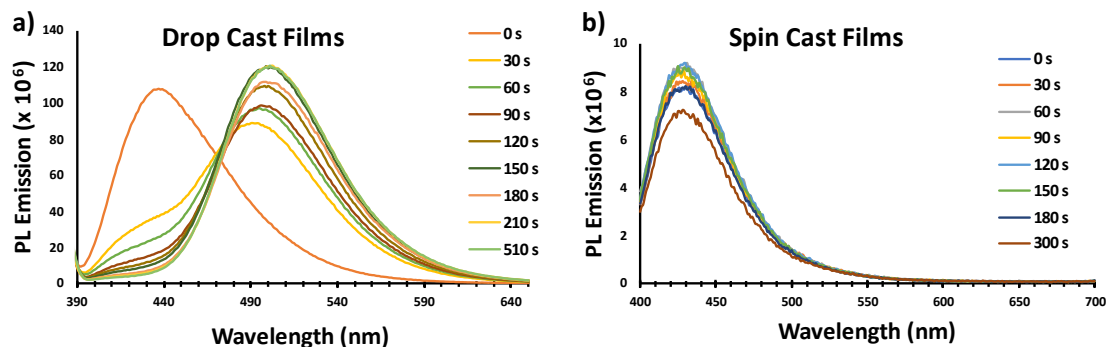 a)
Drop Cast Films
PL Emission (x 10⁶)
140
120
100
80
60
40
20
0
390
440
490
540
590
640
Wavelength (nm)
0 s
30 s
60 s
90 s
120 s
150 s
180 s
210 s
510 s
b)
Spin Cast Films
PL Emission (x10⁶)
10
8
6
4
2
0
400
450
500
550
600
650
700
Wavelength (nm)
0 s
30 s
60 s
90 s
120 s
150 s
180 s
300 s